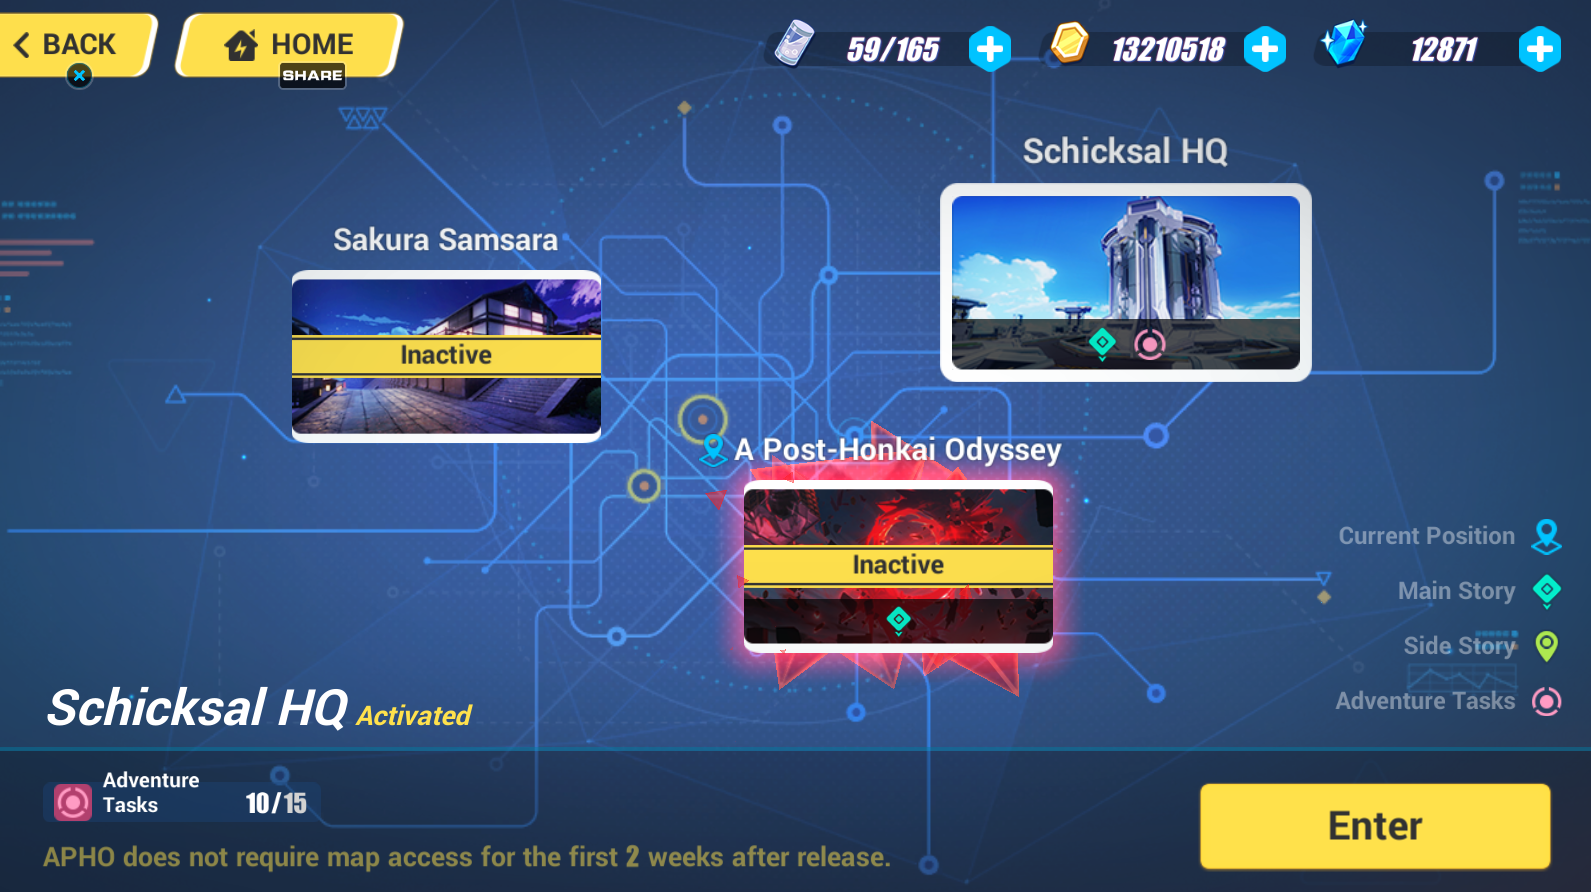 BACK
HOME
SHARE
59/165
13210518
12871
Schicksal HQ
Sakura Samsara
Inactive
A Post-Honkai Odyssey
Inactive
Current Position
Main Story
Side Story
Adventure Tasks
Schicksal HQ Activated
Adventure
Tasks
10/15
APHO does not require map access for the first 2 weeks after release.
Enter